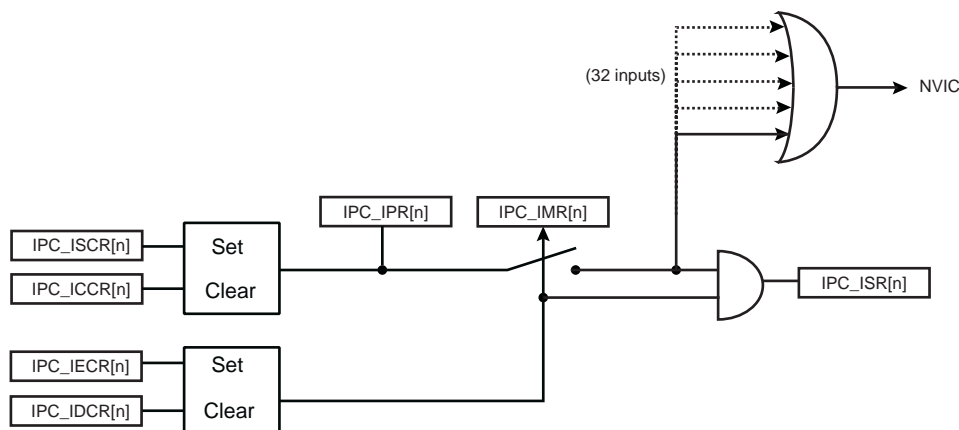 (32 inputs)
NVIC
IPC_IPR[n]
IPC_IMR[n]
IPC_ISCR[n]
Set
IPC_ICCR[n]
Clear
IPC_ISR[n]
IPC_IECR[n]
Set
IPC_IDCR[n]
Clear